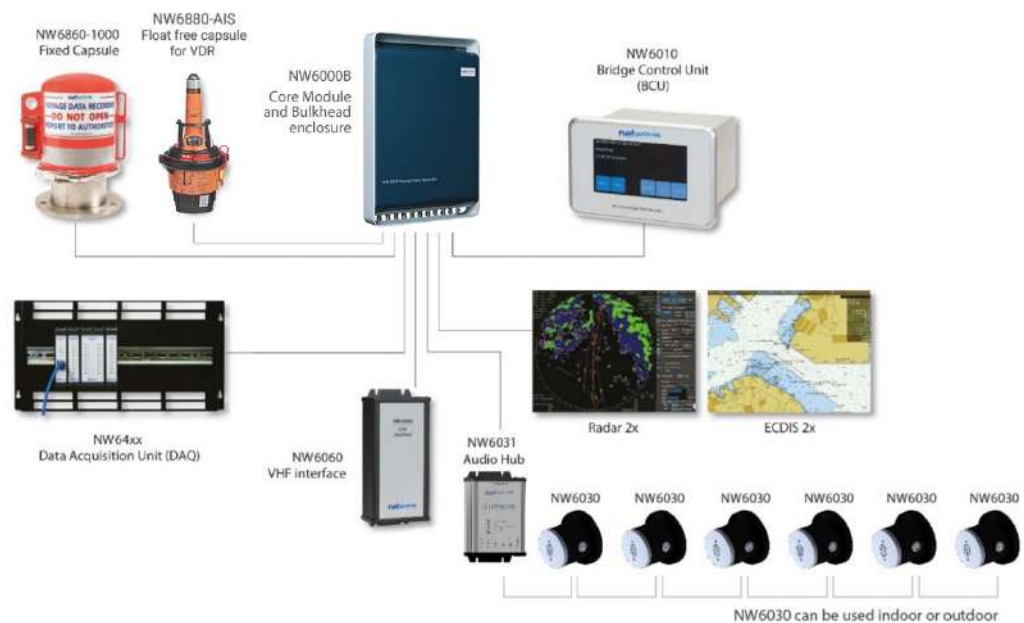 NW6860-1000
Fixed Capsule
NW6880-AIS
Float free capsule
for VDR
NW6000B
Core Module
and Bulkhead
enclosure
NW6010
Bridge Control Unit
(BCU)
VOYAGE DATA RECORDER
DO NOT OPEN
REPORT TO AUTHORITIES
NW64xx
Data Acquisition Unit (DAQ)
NW6060
VHF interface
NW6031
Audio Hub
Radar 2x
ECDIS 2x
NW6030
NW6030
NW6030
NW6030
NW6030
NW6030
NW6030 can be used indoor or outdoor